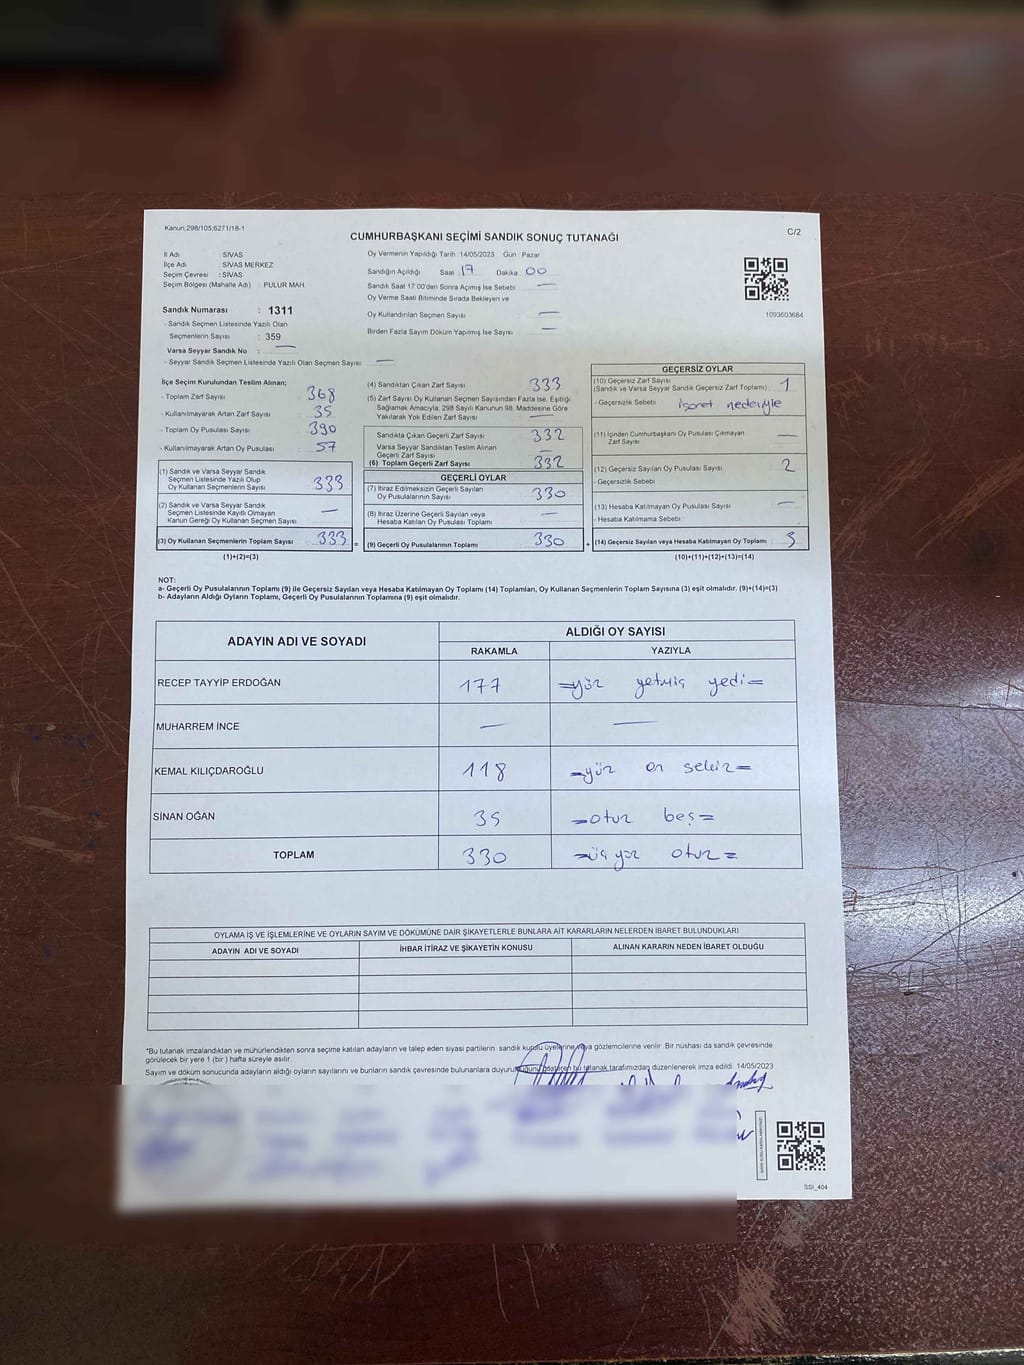 Kanun;298/105,6271/18-1
C/2
CUMHURBAŞKANI SEÇİMİ SANDIK SONUÇ TUTANAĞI
İl Adı : SİVAS
İlçe Adı : SİVAS MERKEZ
Seçim Çevresi : SİVAS
Seçim Bölgesi (Mahalle Adı) : PULUR MAH.
Sandık Numarası : 1311
- Sandık Seçmen Listesinde Yazılı Olan
Seçmenlerin Sayısı : 359
Varsa Seyyar Sandık No : —
- Seyyar Sandık Seçmen Listesinde Yazılı Olan Seçmen Sayısı —
Oy Vermenin Yapıldığı Tarih :14/05/2023 Gün : Pazar
Sandığın Açıldığı Saat 17 Dakika 00
Sandık Saat 17:00'den Sonra Açımış İse Sebebi —
Oy Verme Saati Bitiminde Sırada Bekleyen ve
Oy Kullandırılan Seçmen Sayısı —
Birden Fazla Sayım Döküm Yapılmış İse Sayısı —
1093603684
İlçe Seçim Kurulundan Teslim Alınan;
- Toplam Zarf Sayısı 368
- Kullanılmayarak Artan Zarf Sayısı 35
- Toplam Oy Pusulası Sayısı 390
- Kullanılmayarak Artan Oy Pusulası 57
(1) Sandık ve Varsa Seyyar Sandık
Seçmen Listesinde Yazılı Olup
Oy Kullanan Seçmenlerin Sayısı 333
(2) Sandık ve Varsa Seyyar Sandık
Seçmen Listesinde Kayıtlı Olmayan
Kanun Gereği Oy Kullanan Seçmen Sayısı —
(3) Oy Kullanan Seçmenlerin Toplam Sayısı 333 =
(1)+(2)=(3)
(4) Sandıktan Çıkan Zarf Sayısı 333
(5) Zarf Sayısı Oy Kullanan Seçmen Sayısından Fazla İse, Eşitliği
Sağlamak Amacıyla, 298 Sayılı Kanunun 98. Maddesine Göre
Yakılarak Yok Edilen Zarf Sayısı —
Sandıkta Çıkan Geçerli Zarf Sayısı 332
Varsa Seyyar Sandıktan Teslim Alınan
Geçerli Zarf Sayısı —
(6) Toplam Geçerli Zarf Sayısı 332
GEÇERLİ OYLAR
(7) İtiraz Edilmeksizin Geçerli Sayılan
Oy Pusulalarının Sayısı 330
(8) İtiraz Üzerine Geçerli Sayılan veya
Hesaba Katılan Oy Pusulası Toplamı —
(9) Geçerli Oy Pusulalarının Toplamı 330 +
GEÇERSİZ OYLAR
(10) Geçersiz Zarf Sayısı
(Sandık ve Varsa Seyyar Sandık Geçersiz Zarf Toplamı) 1
- Geçersizlik Sebebi : işaret nedeniyle
(11) İçinden Cumhurbaşkanı Oy Pusulası Çıkmayan
Zarf Sayısı —
(12) Geçersiz Sayılan Oy Pusulası Sayısı 2
- Geçersizlik Sebebi :
(13) Hesaba Katılmayan Oy Pusulası Sayısı —
- Hesaba Katılmama Sebebi :
(14) Geçersiz Sayılan veya Hesaba Katılmayan Oy Toplamı 3
(10)+(11)+(12)+(13)=(14)
NOT:
a- Geçerli Oy Pusulalarının Toplamı (9) ile Geçersiz Sayılan veya Hesaba Katılmayan Oy Toplamı (14) Toplamları, Oy Kullanan Seçmenlerin Toplam Sayısına (3) eşit olmalıdır. (9)+(14)=(3)
b- Adayların Aldığı Oyların Toplamı, Geçerli Oy Pusulalarının Toplamına (9) eşit olmalıdır.
ADAYIN ADI VE SOYADI
ALDIĞI OY SAYISI
RAKAMLA YAZIYLA
RECEP TAYYİP ERDOĞAN 177 =yüz yetmiş yedi=
MUHARREM İNCE — —
KEMAL KILIÇDAROĞLU 118 =yüz on sekiz=
SİNAN OĞAN 35 =otuz beş=
TOPLAM 330 =üç yüz otuz=
OYLAMA İŞ VE İŞLEMLERİNE VE OYLARIN SAYIM VE DÖKÜMÜNE DAİR ŞİKAYETLERLE BUNLARA AİT KARARLARIN NELERDEN İBARET BULUNDUKLARI
ADAYIN ADI VE SOYADI İHBAR İTİRAZ VE ŞİKAYETİN KONUSU ALINAN KARARIN NEDEN İBARET OLDUĞU
*Bu tutanak imzalandıktan ve mühürlendikten sonra seçime katılan adayların ve talep eden siyasi partilerin sandık kurulu üyelerine veya gözlemcilerine verilir. Bir nüshası da sandık çevresinde
görülecek bir yere 1 (bir ) hafta süreyle asılır.
Sayım ve döküm sonucunda adayların aldığı oyların sayılarını ve bunların sandık çevresinde bulunanlara duyurulduğunu gösteren bu tutanak tarafımızdan düzenlenerek imza edildi. 14/05/2023
SSI_404